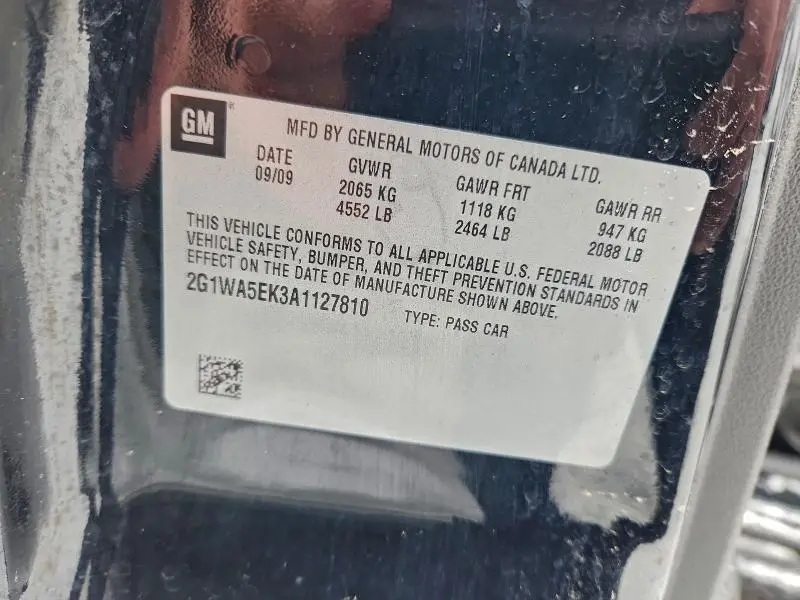 GM
MFD BY GENERAL MOTORS OF CANADA LTD.
DATE GVWR GAWR FRT GAWR RR
09/09 2065 KG 1118 KG 947 KG
4552 LB 2464 LB 2088 LB
THIS VEHICLE CONFORMS TO ALL APPLICABLE U.S. FEDERAL MOTOR
VEHICLE SAFETY, BUMPER, AND THEFT PREVENTION STANDARDS IN
EFFECT ON THE DATE OF MANUFACTURE SHOWN ABOVE.
2G1WA5EK3A1127810 TYPE: PASS CAR